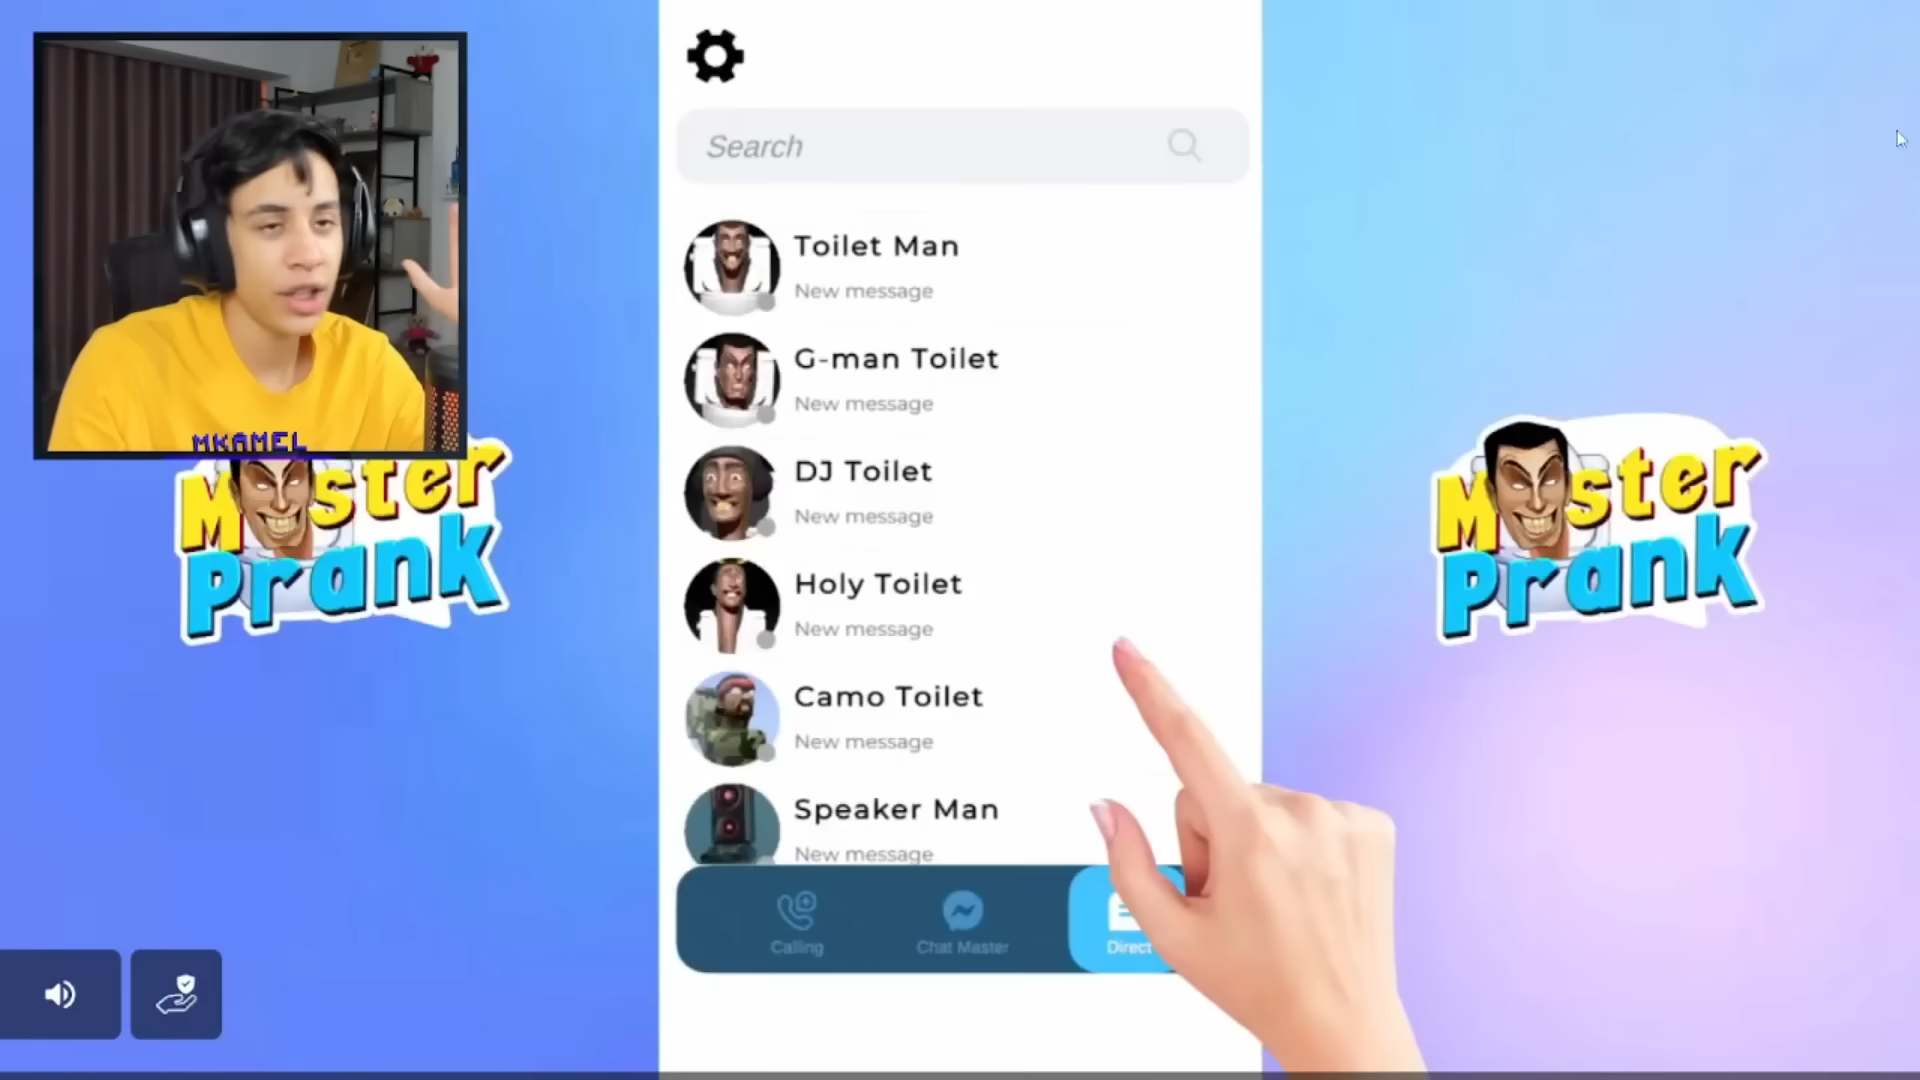 Search
Toilet Man
New message
G-man Toilet
New message
DJ Toilet
New message
Holy Toilet
New message
Camo Toilet
New message
Speaker Man
New message
Calling
Chat Master
Direct
MKAMEL
Master
Prank
Master
Prank